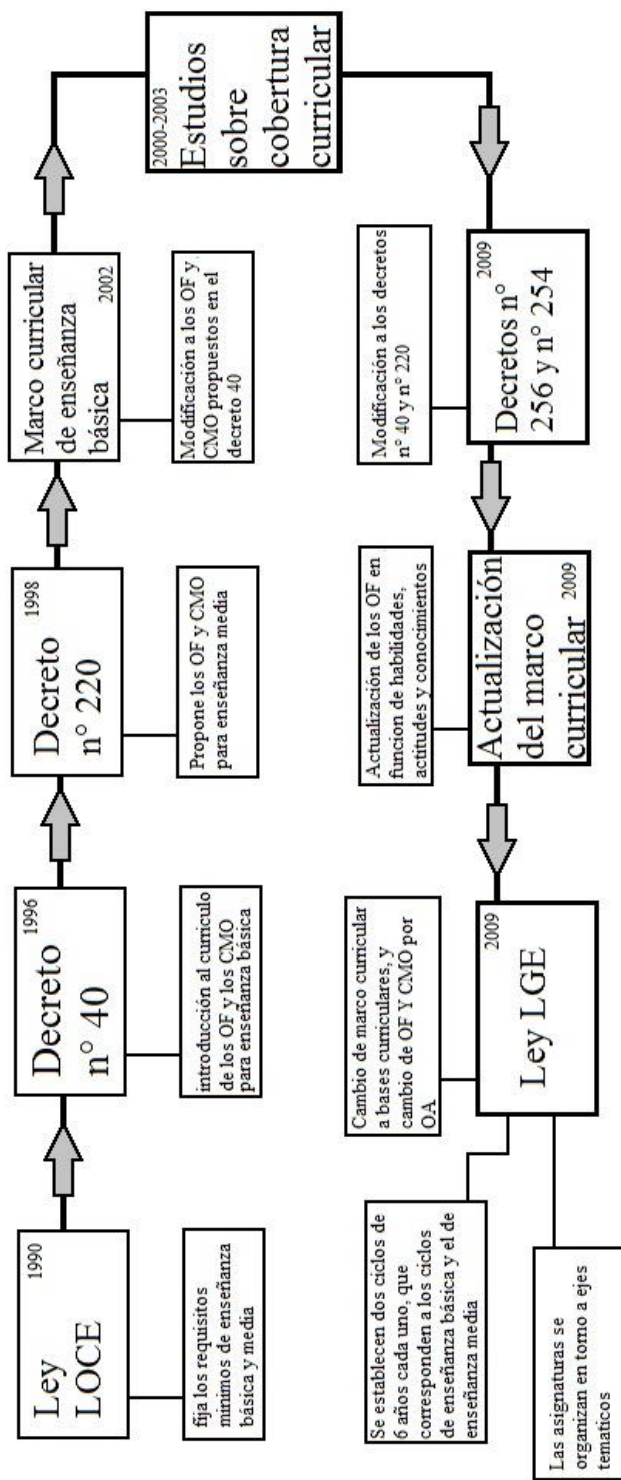 1990
Ley
LOCE
fija los requisitos
minimos de enseñanza
básica y media
1996
Decreto
n° 40
introducción al curriculo
de los OF y los CMO
para enseñanza básica
1998
Decreto
n° 220
Propone los OF y CMO
para enseñanza media
Marco curricular
de enseñanza
básica
2002
Modificación a los OF y
CMO propuestos en el
decreto 40
2000-2003
Estudios
sobre
cobertura
curricular
2009
Decretos n°
256 y n° 254
Modificación a los decretos
n° 40 y n° 220
Actualización
del marco
curricular 2009
Actualización de los OF en
funcion de habilidades,
actitudes y conocimientos
2009
Ley LGE
Cambio de marco curricular
a bases curriculares, y
cambio de OF Y CMO por
OA
Se establecen dos ciclos de
6 años cada uno, que
corresponden a los ciclos
de enseñanza básica y el de
enseñanza media
Las asignaturas se
organizan en torno a ejes
tematicos